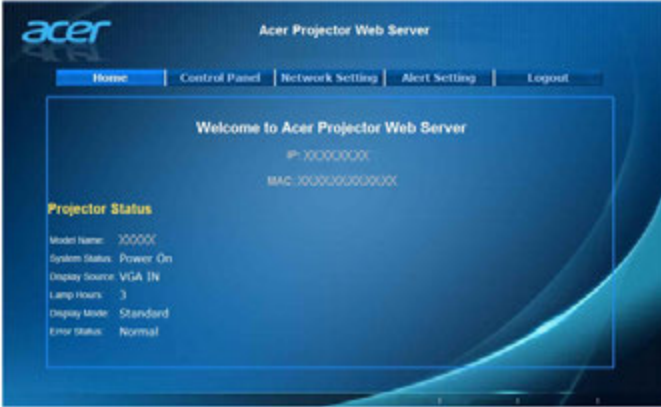 acer
Acer Projector Web Server
Home Control Panel Network Setting Alert Setting Logout
Welcome to Acer Projector Web Server
IP: XXXXXXXXX
MAC: XXXXXXXXXXXXX
Projector Status
Model Name: XXXXX
System Status: Power On
Display Source: VGA IN
Lamp Hours: 3
Display Mode: Standard
Error Status: Normal